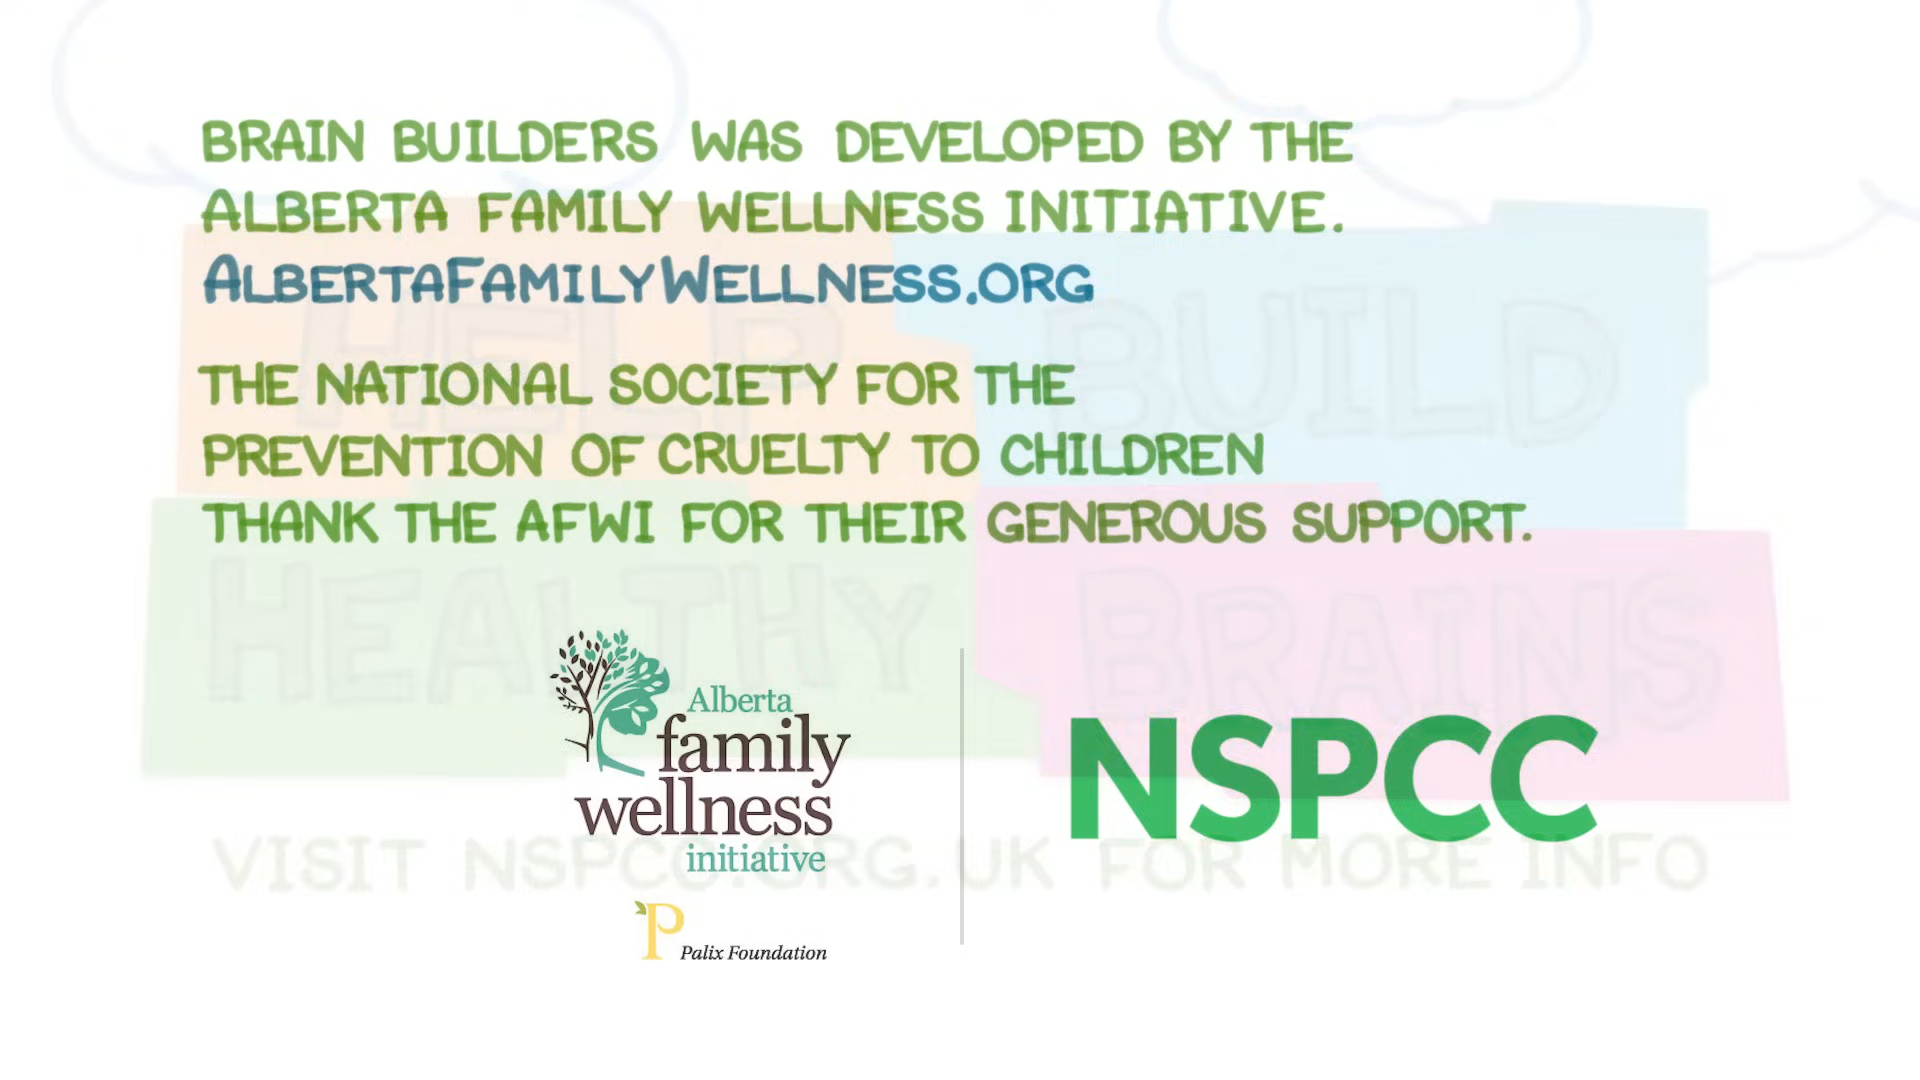 BRAIN BUILDERS WAS DEVELOPED BY THE
ALBERTA FAMILY WELLNESS INITIATIVE.
ALBERTAFAMILYWELLNESS.ORG
THE NATIONAL SOCIETY FOR THE
PREVENTION OF CRUELTY TO CHILDREN
THANK THE AFWI FOR THEIR GENEROUS SUPPORT.
HELP BUILD
HEALTHY BRAINS
Alberta
family
wellness
initiative
Palix Foundation
NSPCC
VISIT NSPCC.ORG.UK FOR MORE INFO